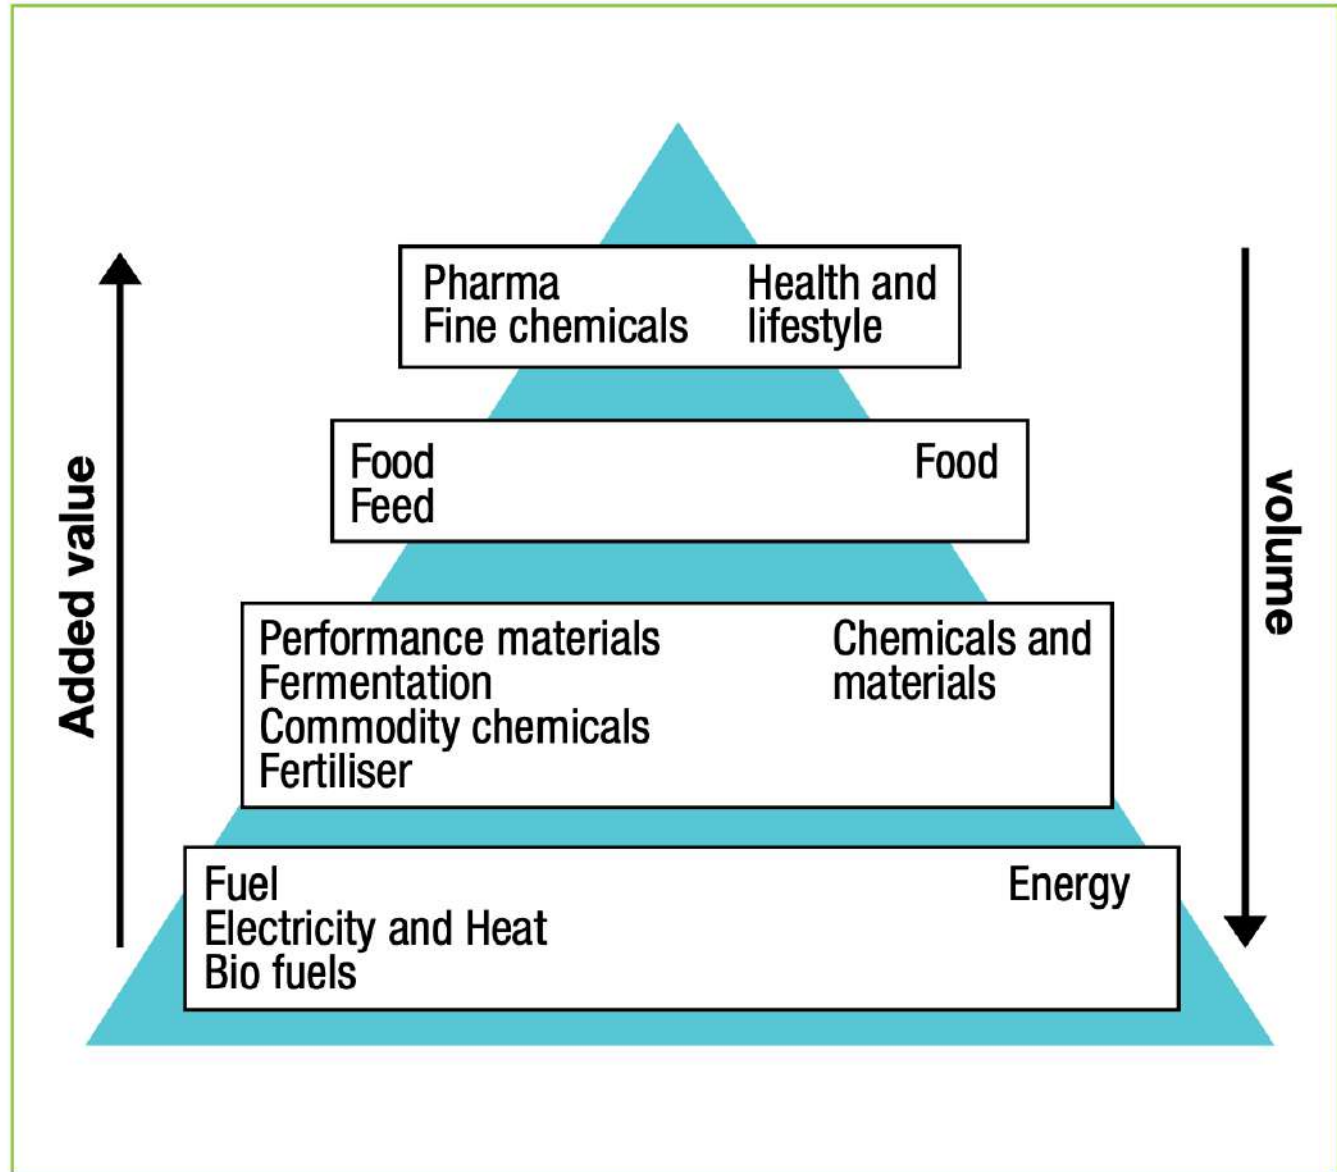 Added value
Pharma
Fine chemicals
Health and
lifestyle
Food
Feed
Food
Performance materials
Fermentation
Commodity chemicals
Fertiliser
Chemicals and
materials
Fuel
Electricity and Heat
Bio fuels
Energy
volume